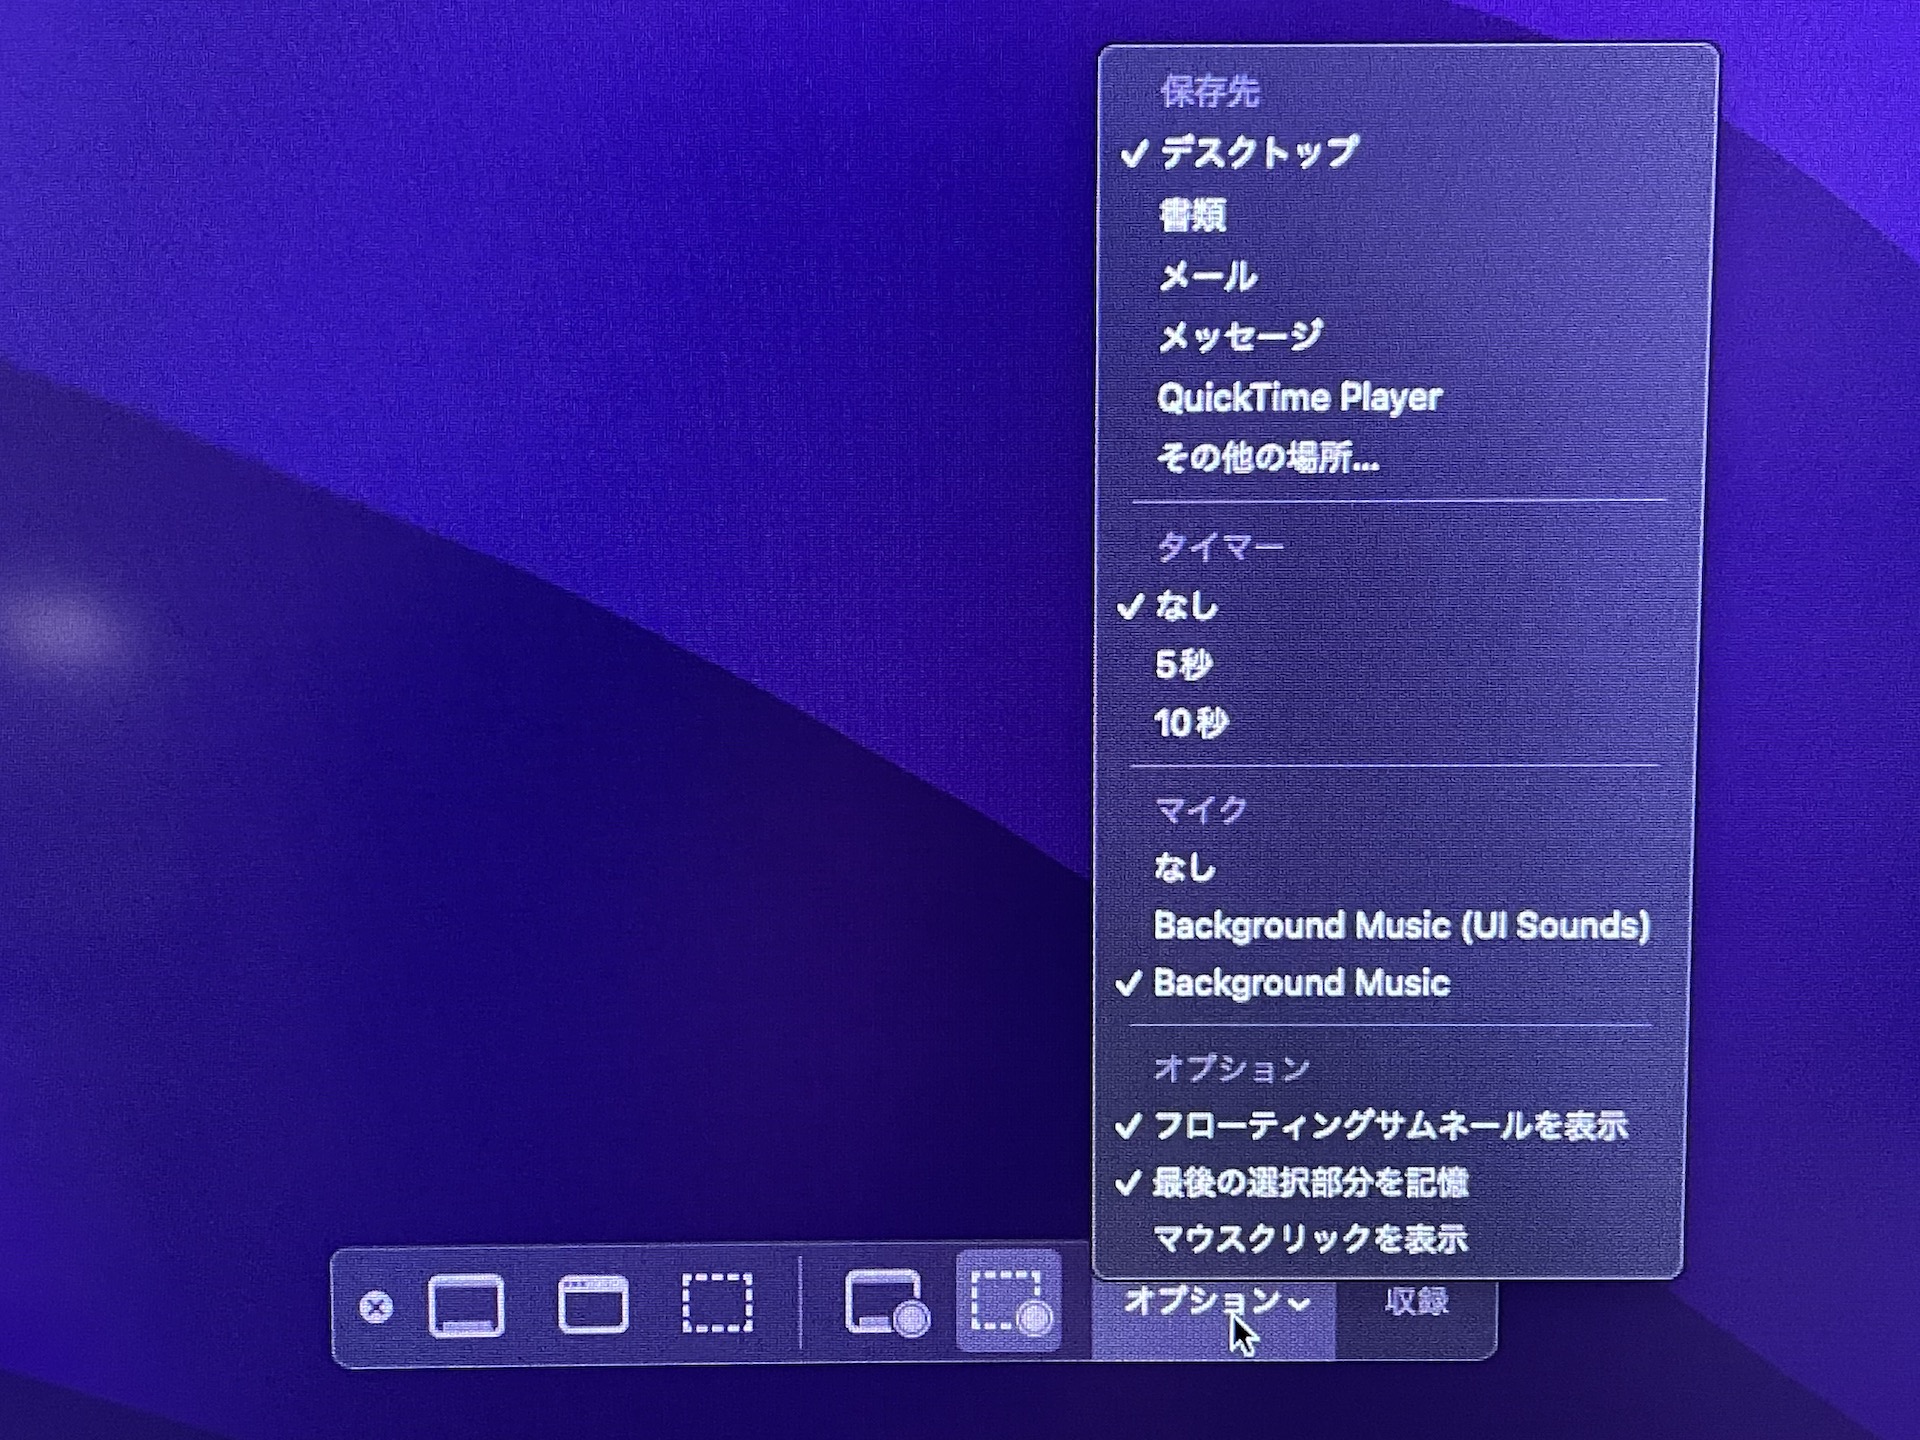 保存先
✓ デスクトップ
書類
メール
メッセージ
QuickTime Player
その他の場所...
タイマー
✓ なし
5秒
10秒
マイク
なし
Background Music (UI Sounds)
✓ Background Music
オプション
✓ フローティングサムネールを表示
✓ 最後の選択部分を記憶
マウスクリックを表示
オプション
収録